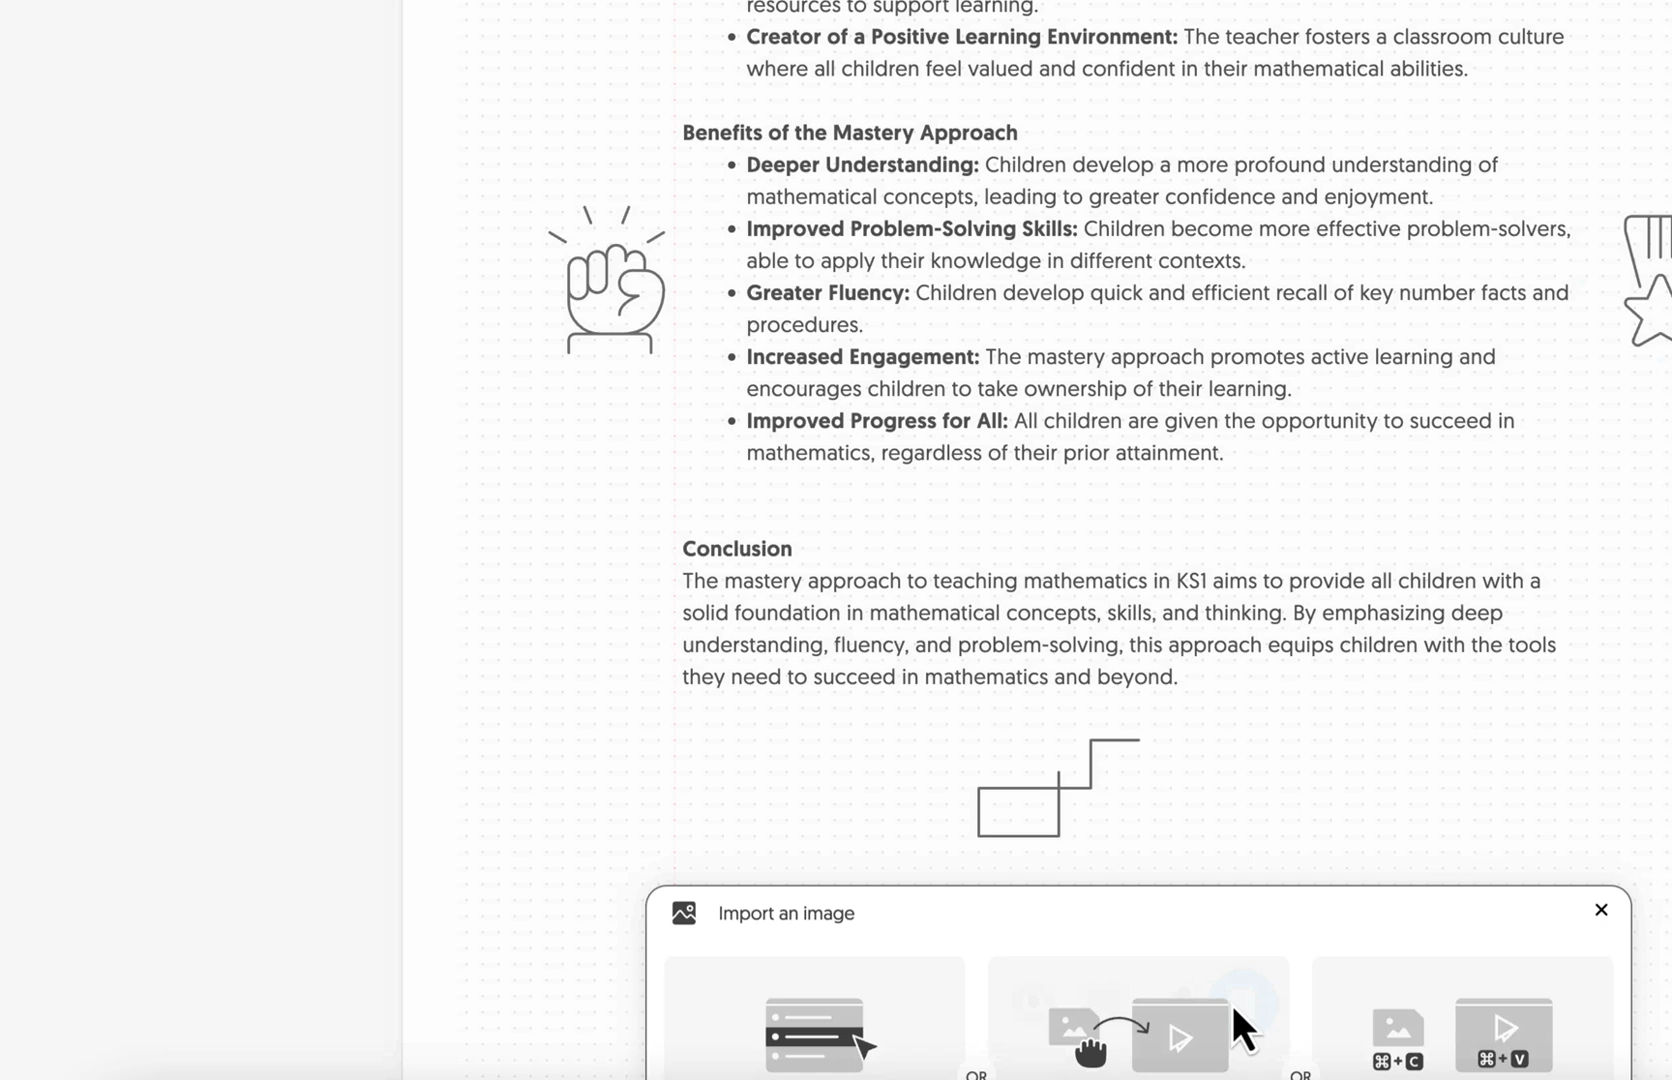 resources to support learning.
• Creator of a Positive Learning Environment: The teacher fosters a classroom culture
where all children feel valued and confident in their mathematical abilities.
Benefits of the Mastery Approach
• Deeper Understanding: Children develop a more profound understanding of
mathematical concepts, leading to greater confidence and enjoyment.
• Improved Problem-Solving Skills: Children become more effective problem-solvers,
able to apply their knowledge in different contexts.
• Greater Fluency: Children develop quick and efficient recall of key number facts and
procedures.
• Increased Engagement: The mastery approach promotes active learning and
encourages children to take ownership of their learning.
• Improved Progress for All: All children are given the opportunity to succeed in
mathematics, regardless of their prior attainment.
Conclusion
The mastery approach to teaching mathematics in KS1 aims to provide all children with a
solid foundation in mathematical concepts, skills, and thinking. By emphasizing deep
understanding, fluency, and problem-solving, this approach equips children with the tools
they need to succeed in mathematics and beyond.
Import an image
⌘+C ⌘+V
OR OR